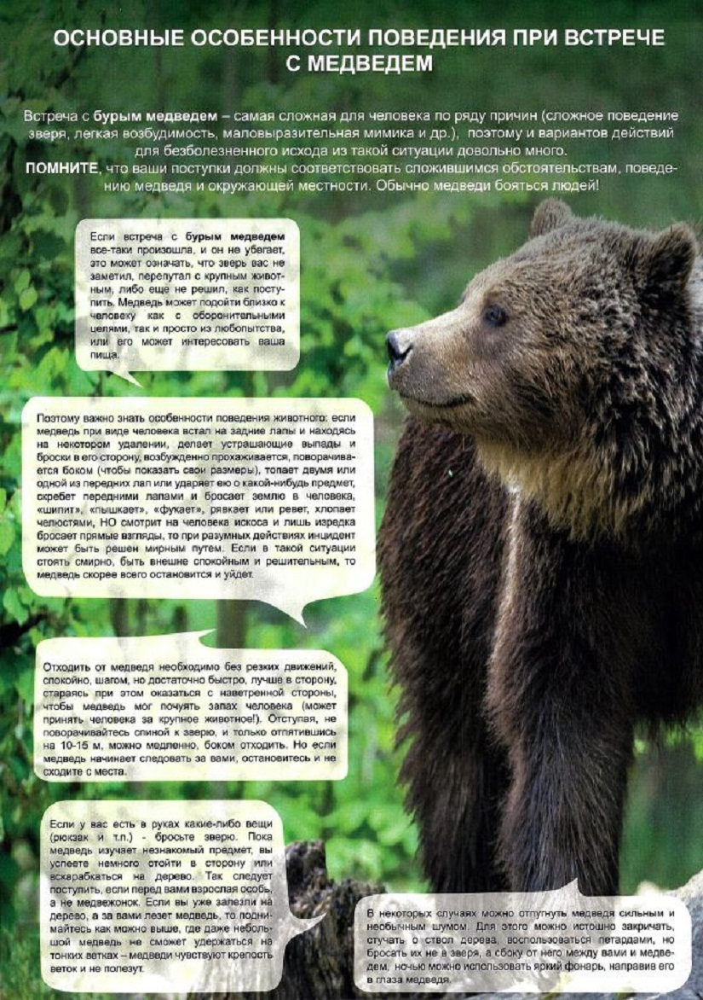 ОСНОВНЫЕ ОСОБЕННОСТИ ПОВЕДЕНИЯ ПРИ ВСТРЕЧЕ
С МЕДВЕДЕМ
Встреча с бурым медведем – самая сложная для человека по ряду причин (сложное поведение
зверя, легкая возбудимость, маловыразительная мимика и др.), поэтому и вариантов действий
для безболезненного исхода из такой ситуации довольно много.
ПОМНИТЕ, что ваши поступки должны соответствовать сложившимся обстоятельствам, поведе-
нию медведя и окружающей местности. Обычно медведи бояться людей!
Если встреча с бурым медведем
все-таки произошла, и он не убегает,
это может означать, что зверь вас не
заметил, перепутал с крупным живот-
ным, либо еще не решил, как посту-
пить. Медведь может подойти близко к
человеку как с оборонительными
целями, так и просто из любопытства,
или его может интересовать ваша
пища.
Поэтому важно знать особенности поведения животного: если
медведь при виде человека встал на задние лапы и находясь
на некотором удалении, делает устрашающие выпады и
броски в его сторону, возбужденно прохаживается, поворачива-
ется боком (чтобы показать свои размеры), топает двумя или
одной из передних лап или ударяет ею о какой-нибудь предмет,
скребет передними лапами и бросает землю в человека,
«шипит», «пышкает», «фукает», рявкает или ревет, хлопает
челюстями, НО смотрит на человека искоса и лишь изредка
бросает прямые взгляды, то при разумных действиях инцидент
может быть решен мирным путем. Если в такой ситуации
стоять смирно, быть внешне спокойным и решительным, то
медведь скорее всего остановится и уйдет.
Отходить от медведя необходимо без резких движений,
спокойно, шагом, но достаточно быстро, лучше в сторону,
стараясь при этом оказаться с наветренной стороны,
чтобы медведь мог почуять запах человека (может
принять человека за крупное животное!). Отступая, не
поворачивайтесь спиной к зверю, и только отпятившись
на 10-15 м, можно медленно, боком отходить. Но если
медведь начинает следовать за вами, остановитесь и не
сходите с места.
Если у вас есть в руках какие-либо вещи
(рюкзак и т.п.) - бросьте зверю. Пока
медведь изучает незнакомый предмет, вы
успеете немного отойти в сторону или
вскарабкаться на дерево. Так следует
поступить, если перед вами взрослая особь,
а не медвежонок. Если вы уже залезли на
дерево, а за вами лезет медведь, то подни-
майтесь как можно выше, где даже неболь-
шой медведь не сможет удержаться на
тонких ветках – медведи чувствуют крепость
веток и не полезут.
В некоторых случаях можно отпугнуть медведя сильным и
необычным шумом. Для этого можно истошно закричать,
стучать о ствол дерева, воспользоваться петардами, но
бросать их не в зверя, а сбоку от него между вами и медве-
дем, ночью можно использовать яркий фонарь, направив его
в глаза медведя.